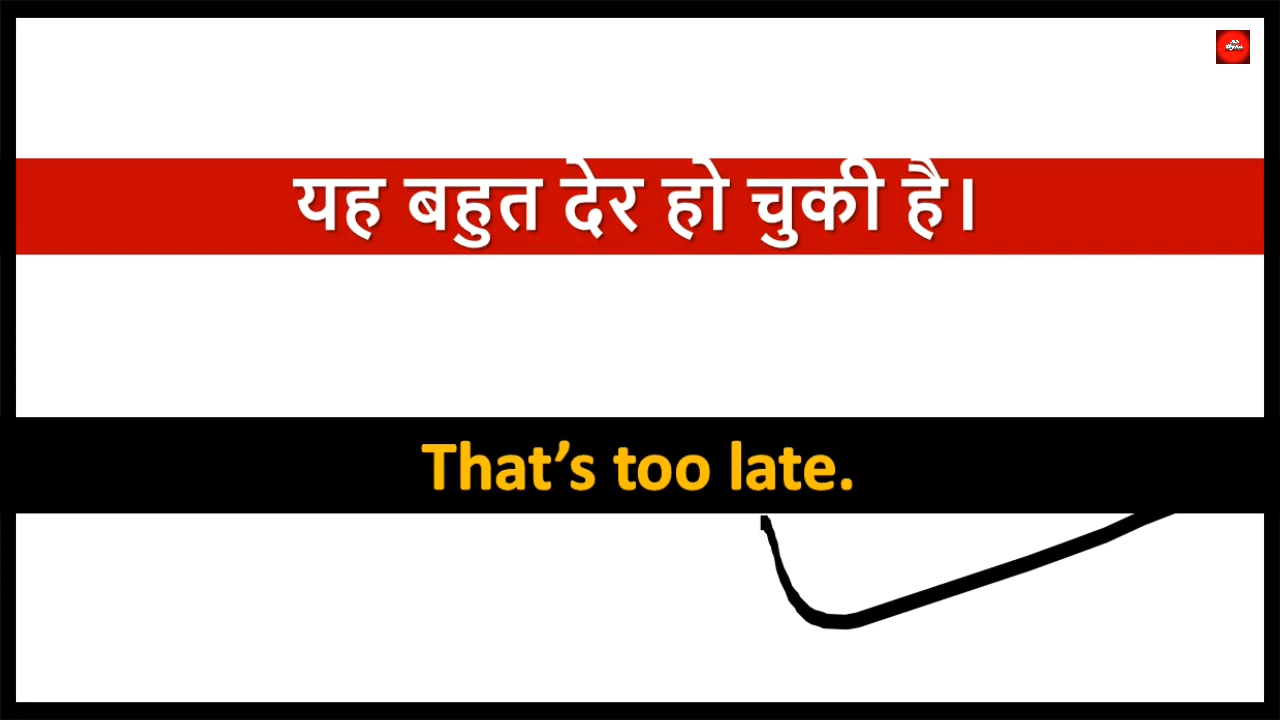 यह बहुत देर हो चुकी है।
That’s too late.